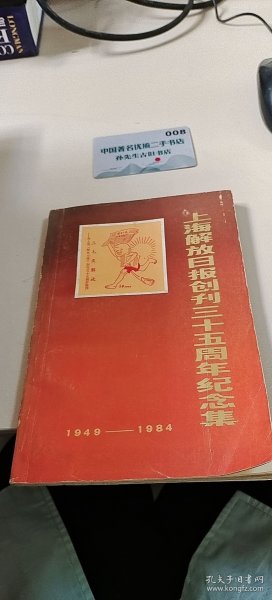 LONGMAN
008
中国著名优质二手书店
孙先生古旧书店
上海解放日报创刊三十五周年纪念集
1949——1984
孔夫子旧书网
www.kongfz.com